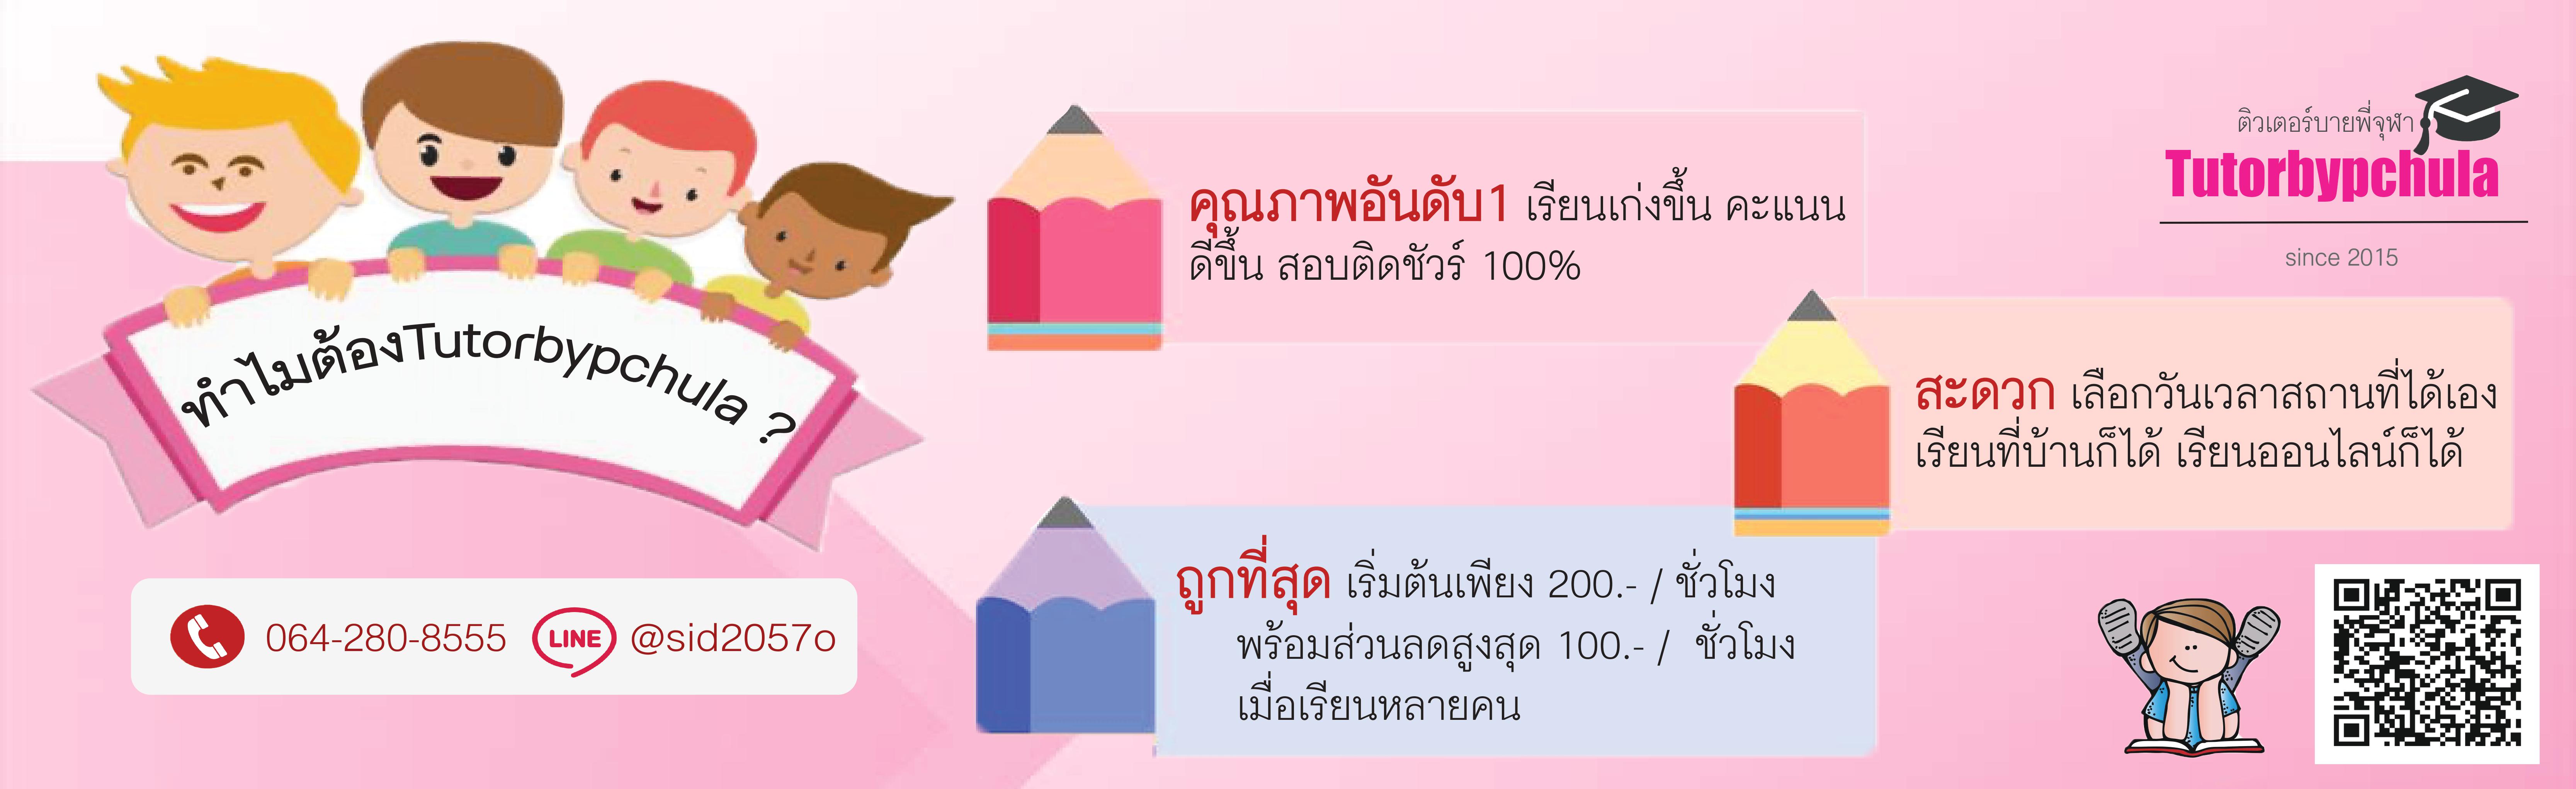 ทำไมต้องTutorbypchula ?
064-280-8555 LINE @sid2057o
คุณภาพอันดับ1 เรียนเก่งขึ้น คะแนน
ดีขึ้น สอบติดชัวร์ 100%
สะดวก เลือกวันเวลาสถานที่ได้เอง
เรียนที่บ้านก็ได้ เรียนออนไลน์ก็ได้
ถูกที่สุด เริ่มต้นเพียง 200.- / ชั่วโมง
พร้อมส่วนลดสูงสุด 100.- / ชั่วโมง
เมื่อเรียนหลายคน
ติวเตอร์บายพี่จุฬา
Tutorbypchula
since 2015